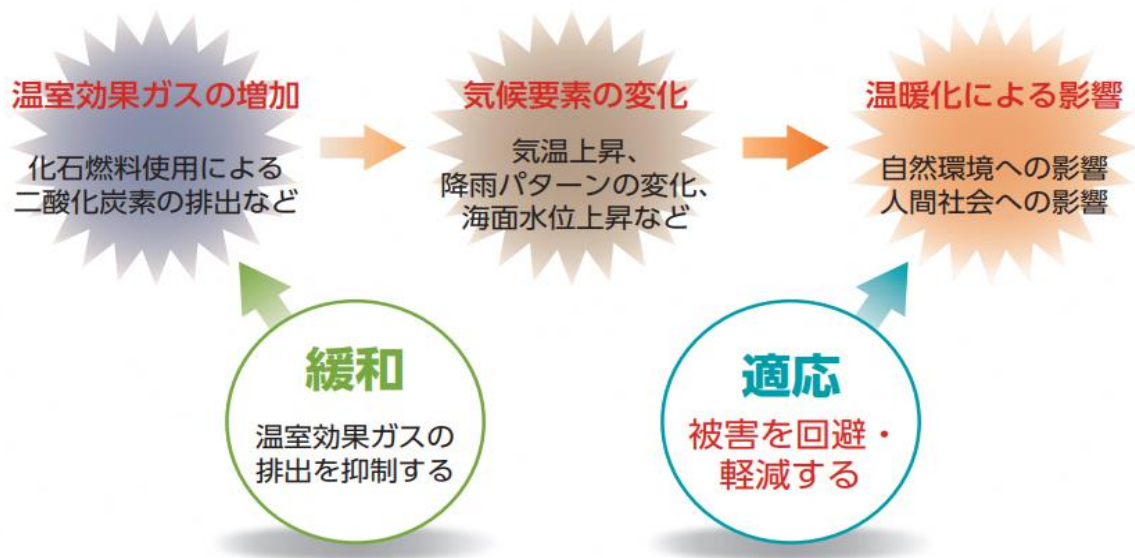 温室効果ガスの増加
化石燃料使用による
二酸化炭素の排出など
気候要素の変化
気温上昇、
降雨パターンの変化、
海面水位上昇など
温暖化による影響
自然環境への影響
人間社会への影響
緩和
温室効果ガスの
排出を抑制する
適応
被害を回避・
軽減する